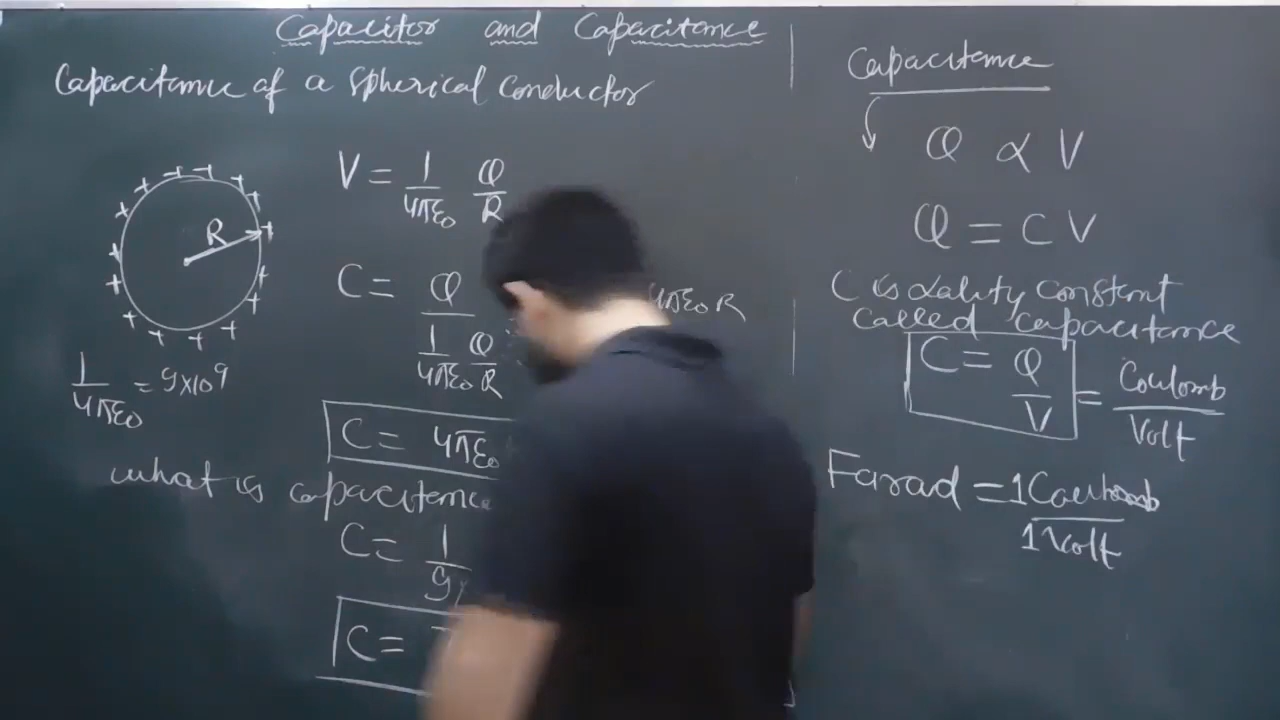 Capacitor and Capacitance
Capacitance of a Spherical Conductor
V = 1/4πε₀ Q/R
R
C = Q / 1/4πε₀ Q/R
4πε₀R
1/4πε₀ = 9×10⁹
C = 4πε₀
what is capacitance
C = 1/9×
C =
Capacitance
Q ∝ V
Q = CV
C is ∝ality constant
called capacitance
C = Q/V = Coulomb/Volt
Farad = 1 Coulomb/1 Volt